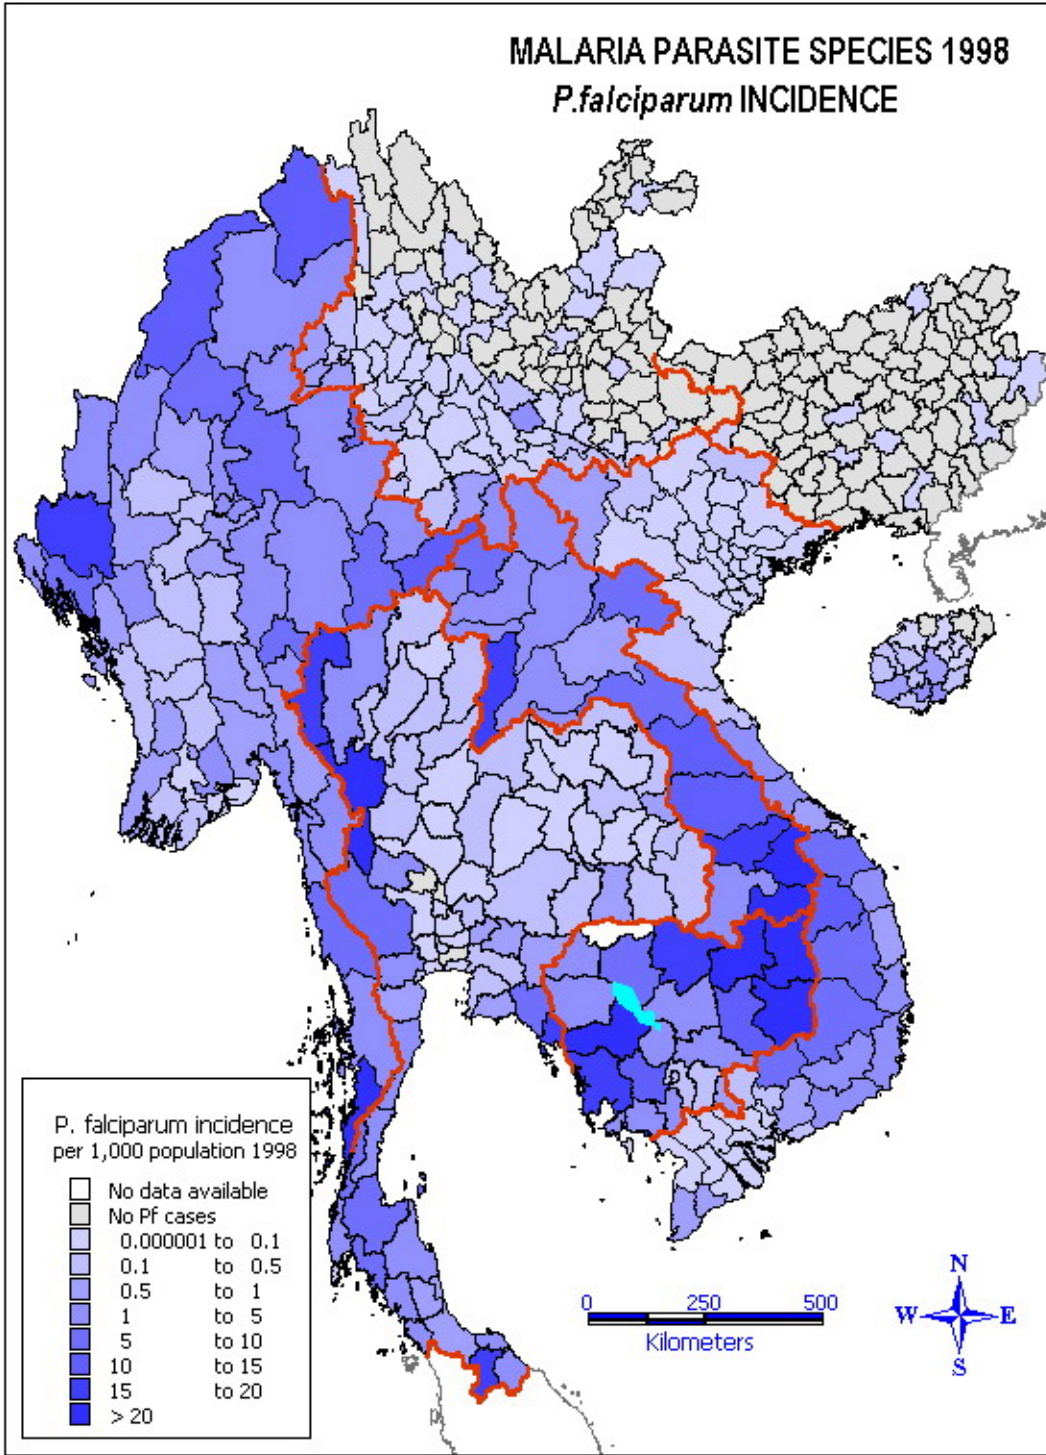 MALARIA PARASITE SPECIES 1998
P.falciparum INCIDENCE
P. falciparum incidence
per 1,000 population 1998
No data available
No Pf cases
0.000001 to 0.1
0.1 to 0.5
0.5 to 1
1 to 5
5 to 10
10 to 15
15 to 20
> 20
0 250 500
Kilometers
N
W E
S